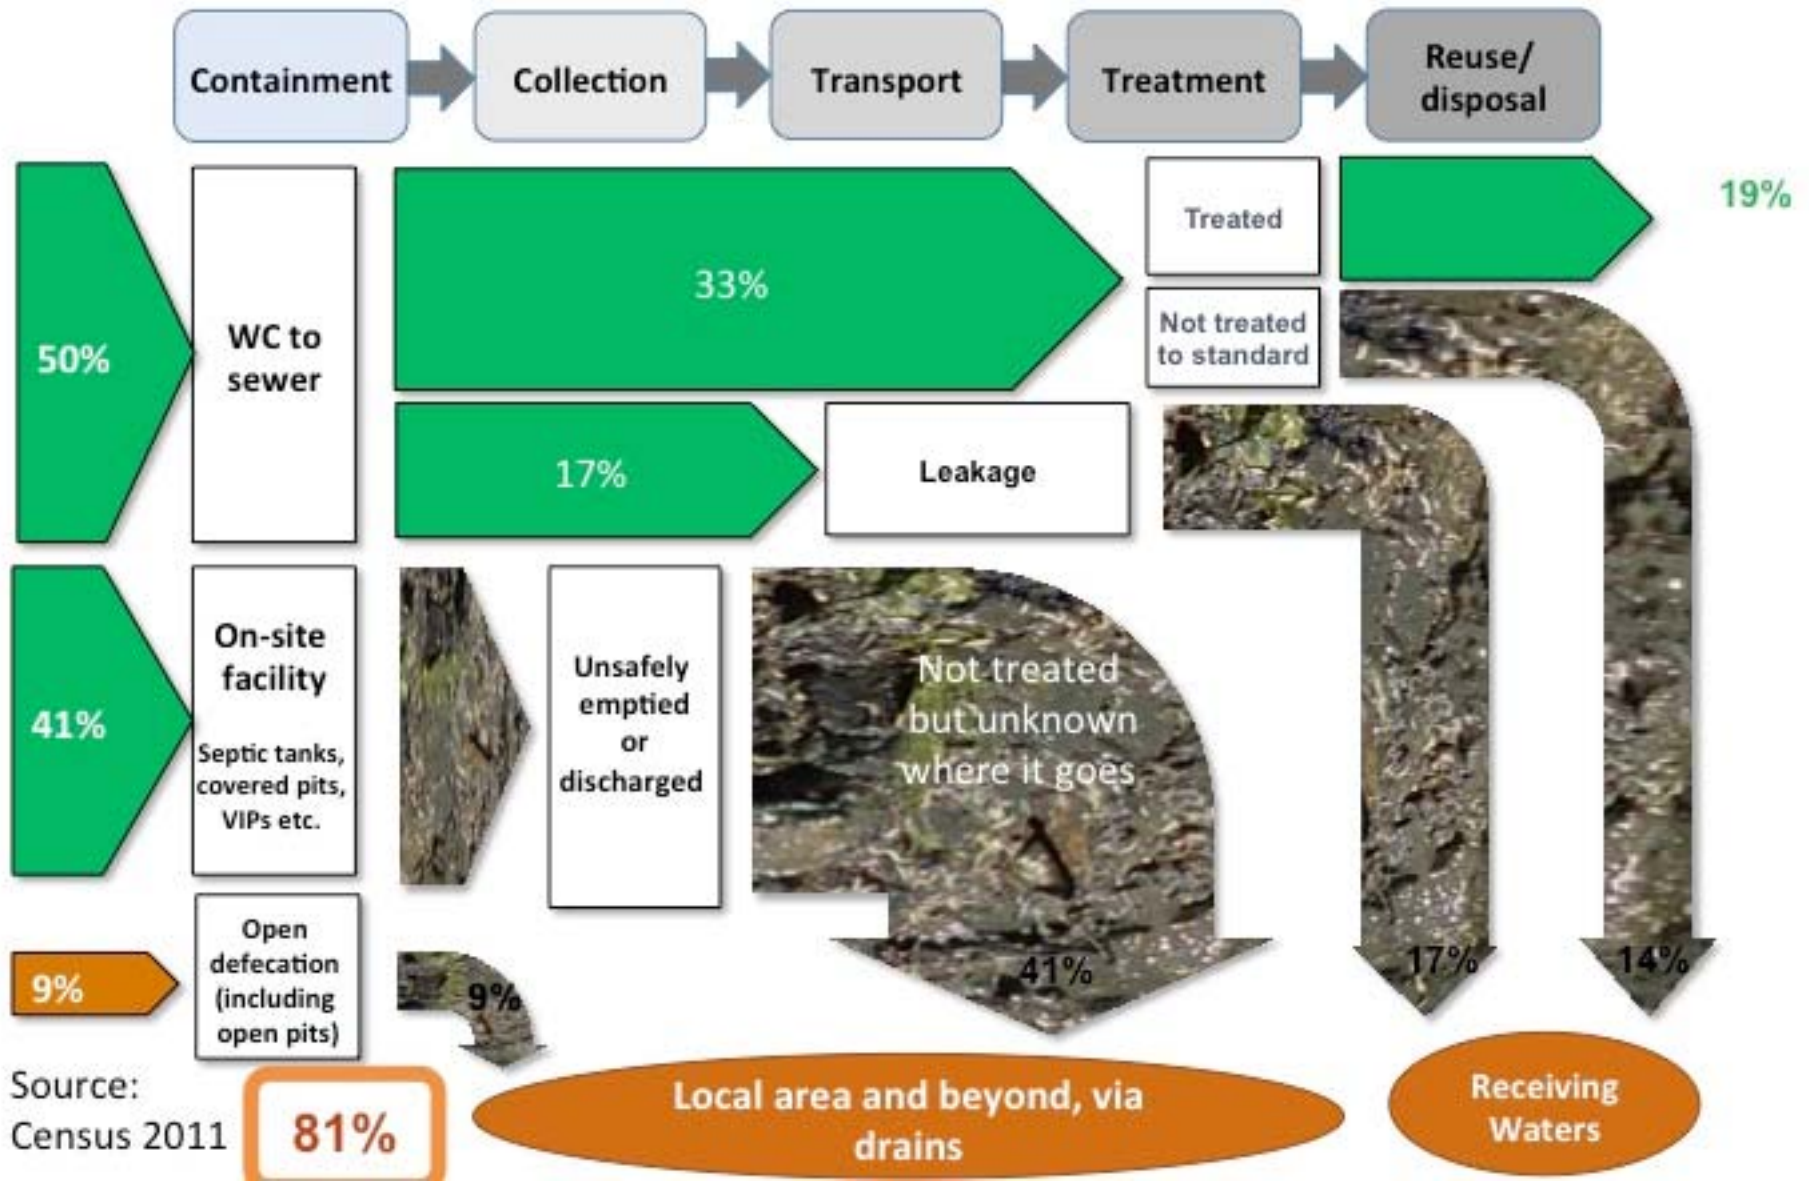 Containment
Collection
Transport
Treatment
Reuse/
disposal
50%
WC to
sewer
33%
Treated
19%
Not treated
to standard
17%
Leakage
41%
On-site
facility
Septic tanks,
covered pits,
VIPs etc.
Unsafely
emptied
or
discharged
Not treated
but unknown
where it goes
9%
Open
defecation
(including
open pits)
9%
41%
17%
14%
Source:
Census 2011
81%
Local area and beyond, via
drains
Receiving
Waters